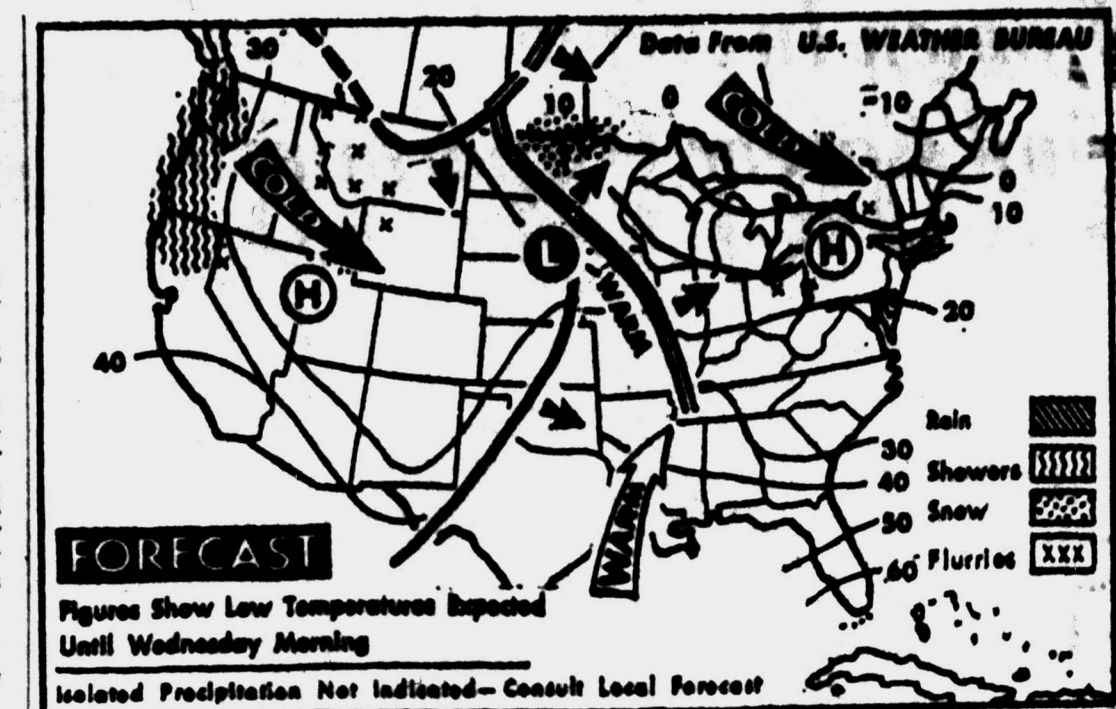 Data From U.S. WEATHER BUREAU
30
20
10
0
-10
COLD
COLD
0
10
L
H
H
WARM
20
40
Rain
30
Showers
40
Snow
50
Flurries
XXX
60
WARM
FORECAST
Figures Show Low Temperatures Expected
Until Wednesday Morning
Isolated Precipitation Not Indicated—Consult Local Forecast